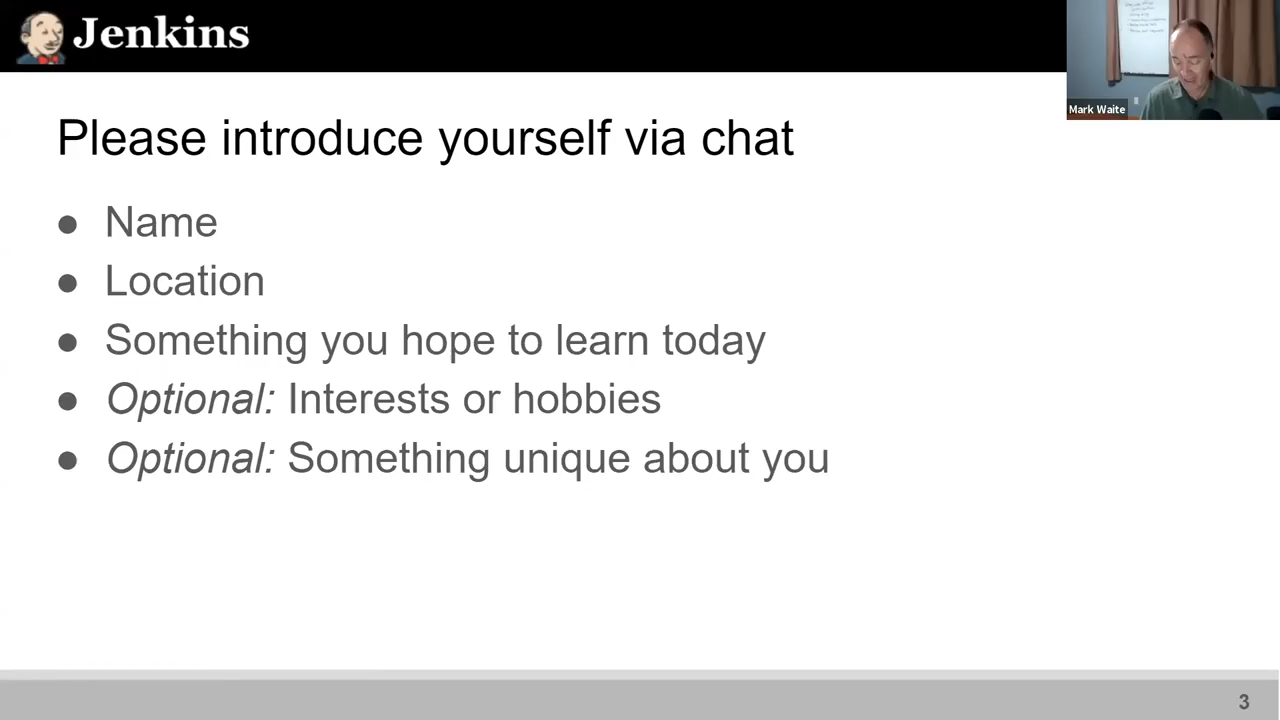 Jenkins
Mark Waite
Please introduce yourself via chat
● Name
● Location
● Something you hope to learn today
● Optional: Interests or hobbies
● Optional: Something unique about you
3